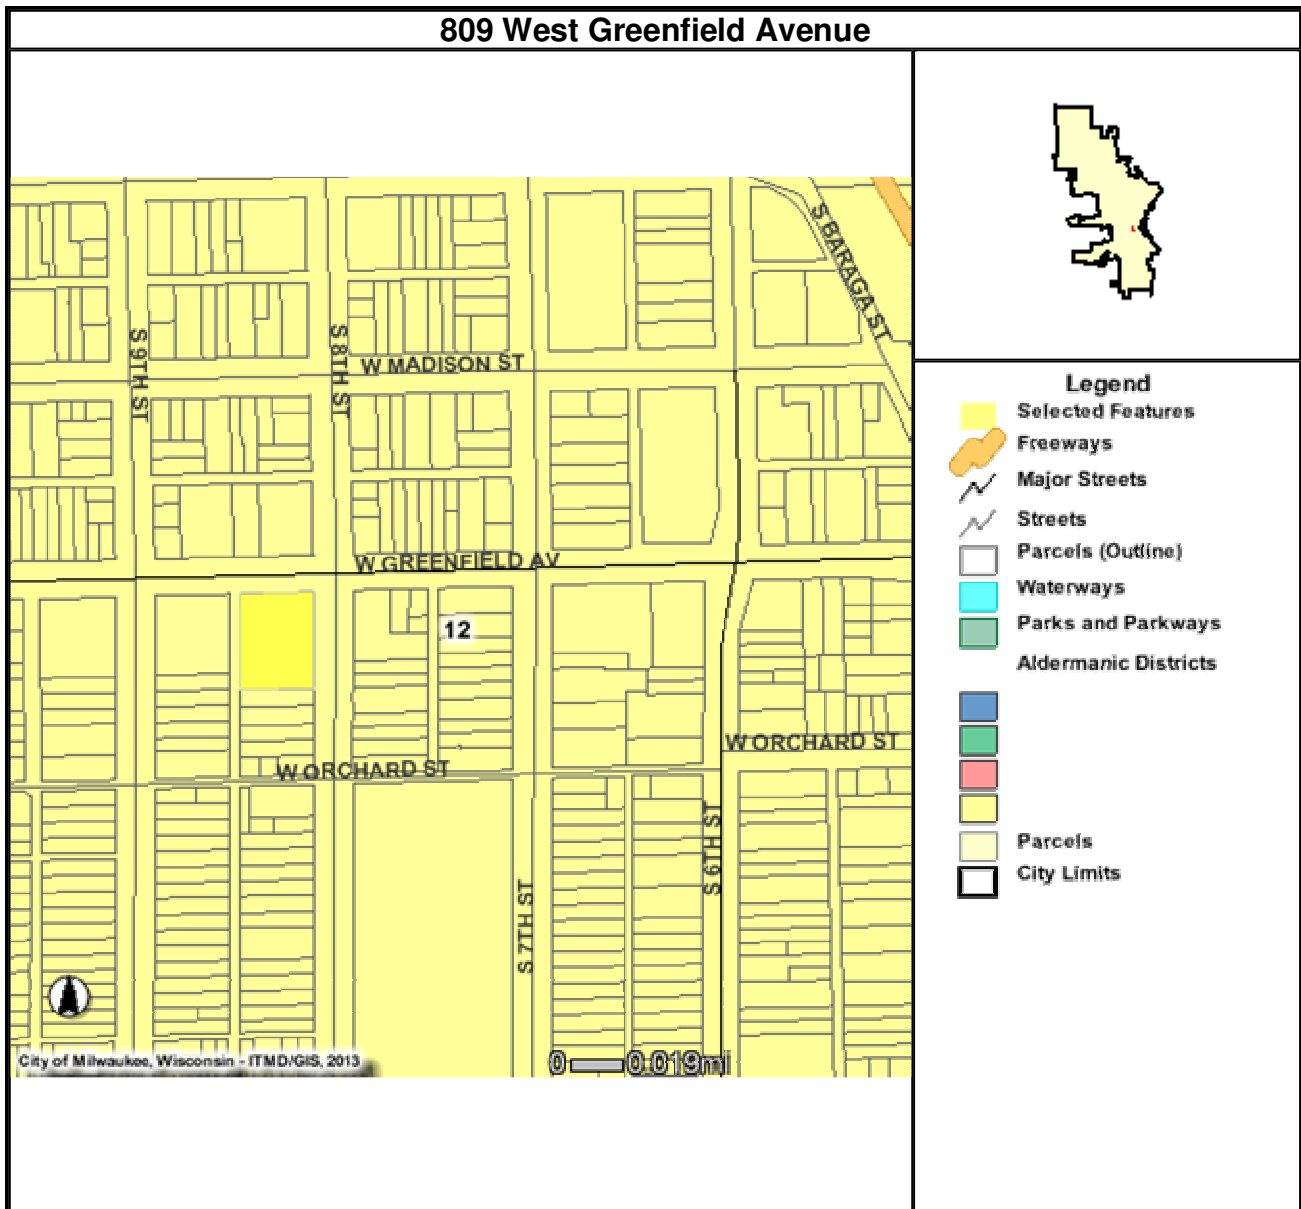 809 West Greenfield Avenue
S BARAGA ST
S 9TH ST
S 8TH ST
W MADISON ST
W GREENFIELD AV
12
W ORCHARD ST
W ORCHARD ST
S 6TH ST
S 7TH ST
City of Milwaukee, Wisconsin - ITMD/GIS, 2013
0 0.019mi
Legend
Selected Features
Freeways
Major Streets
Streets
Parcels (Outline)
Waterways
Parks and Parkways
Aldermanic Districts
Parcels
City Limits